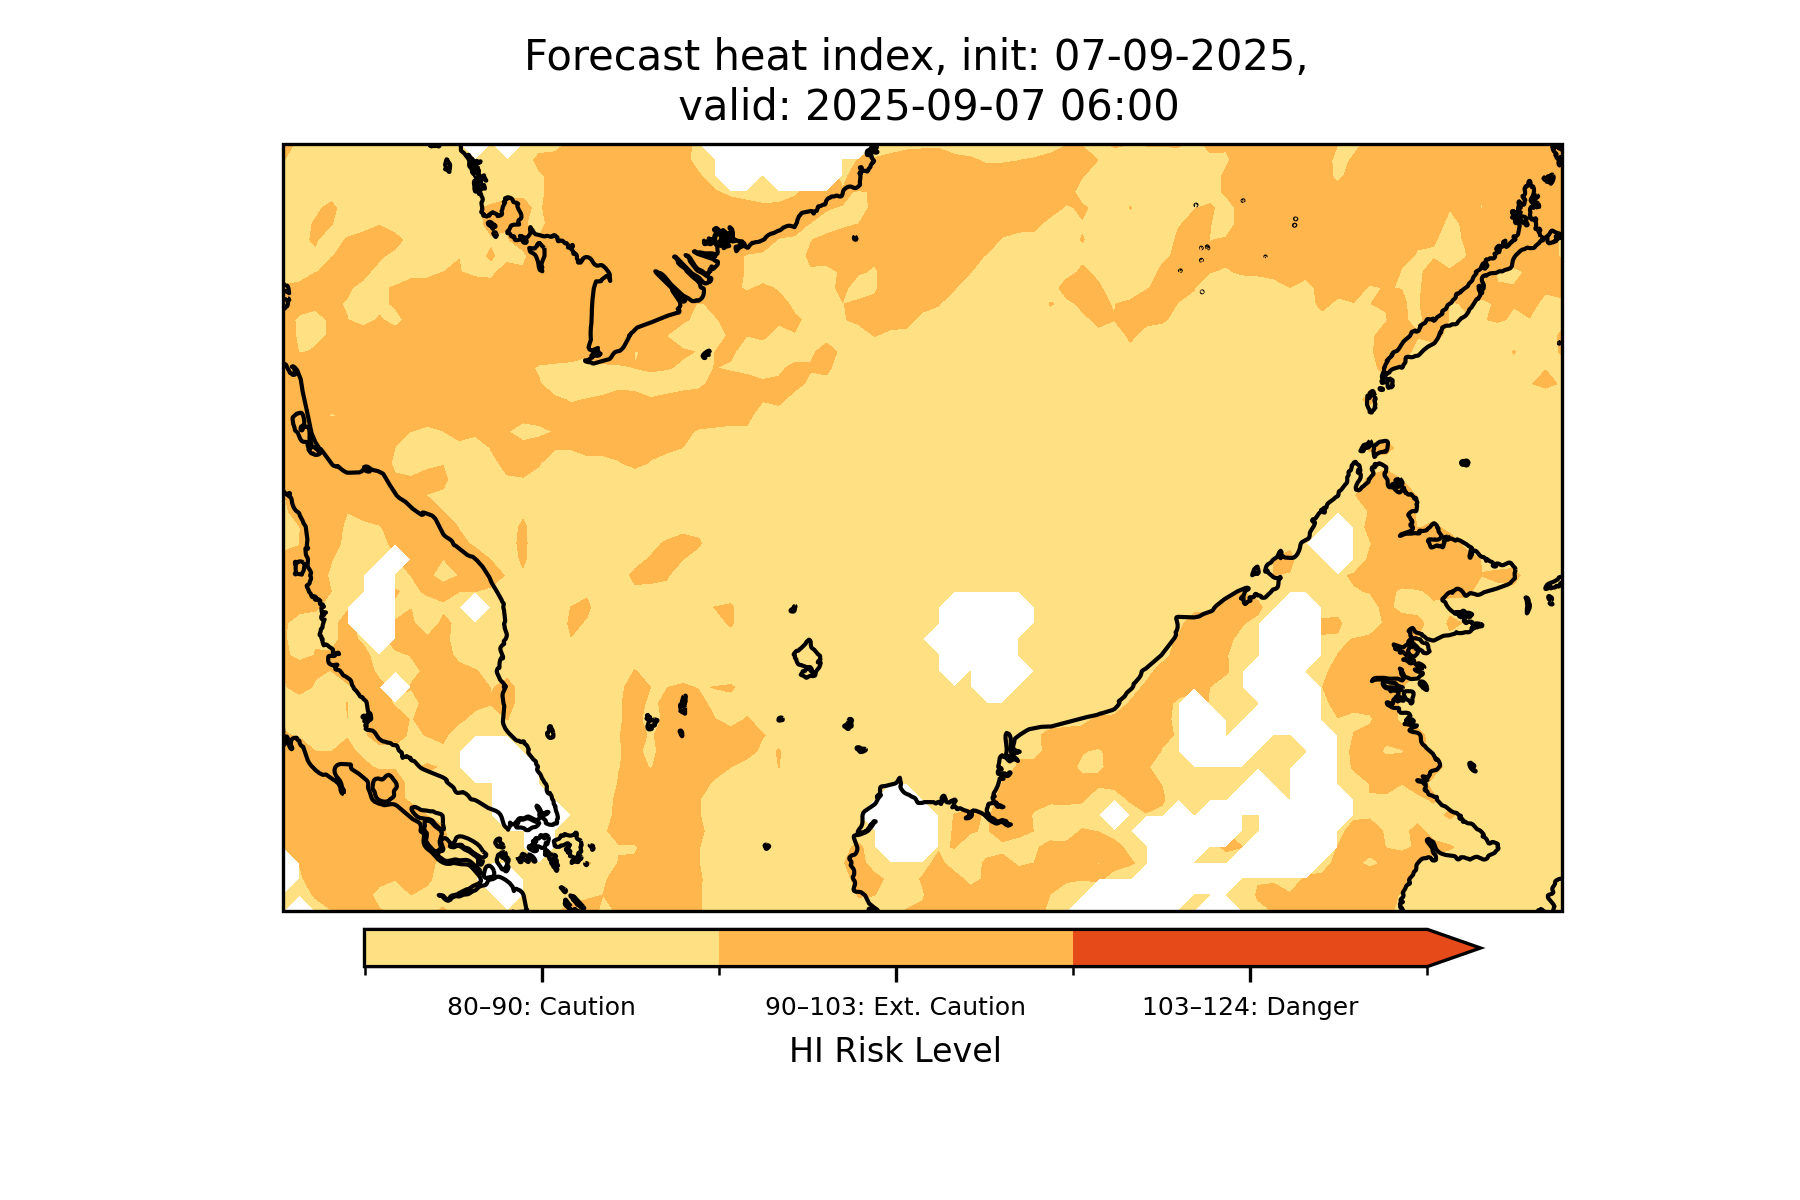 Forecast heat index, init: 07-09-2025,
valid: 2025-09-07 06:00
80–90: Caution
90–103: Ext. Caution
103–124: Danger
HI Risk Level